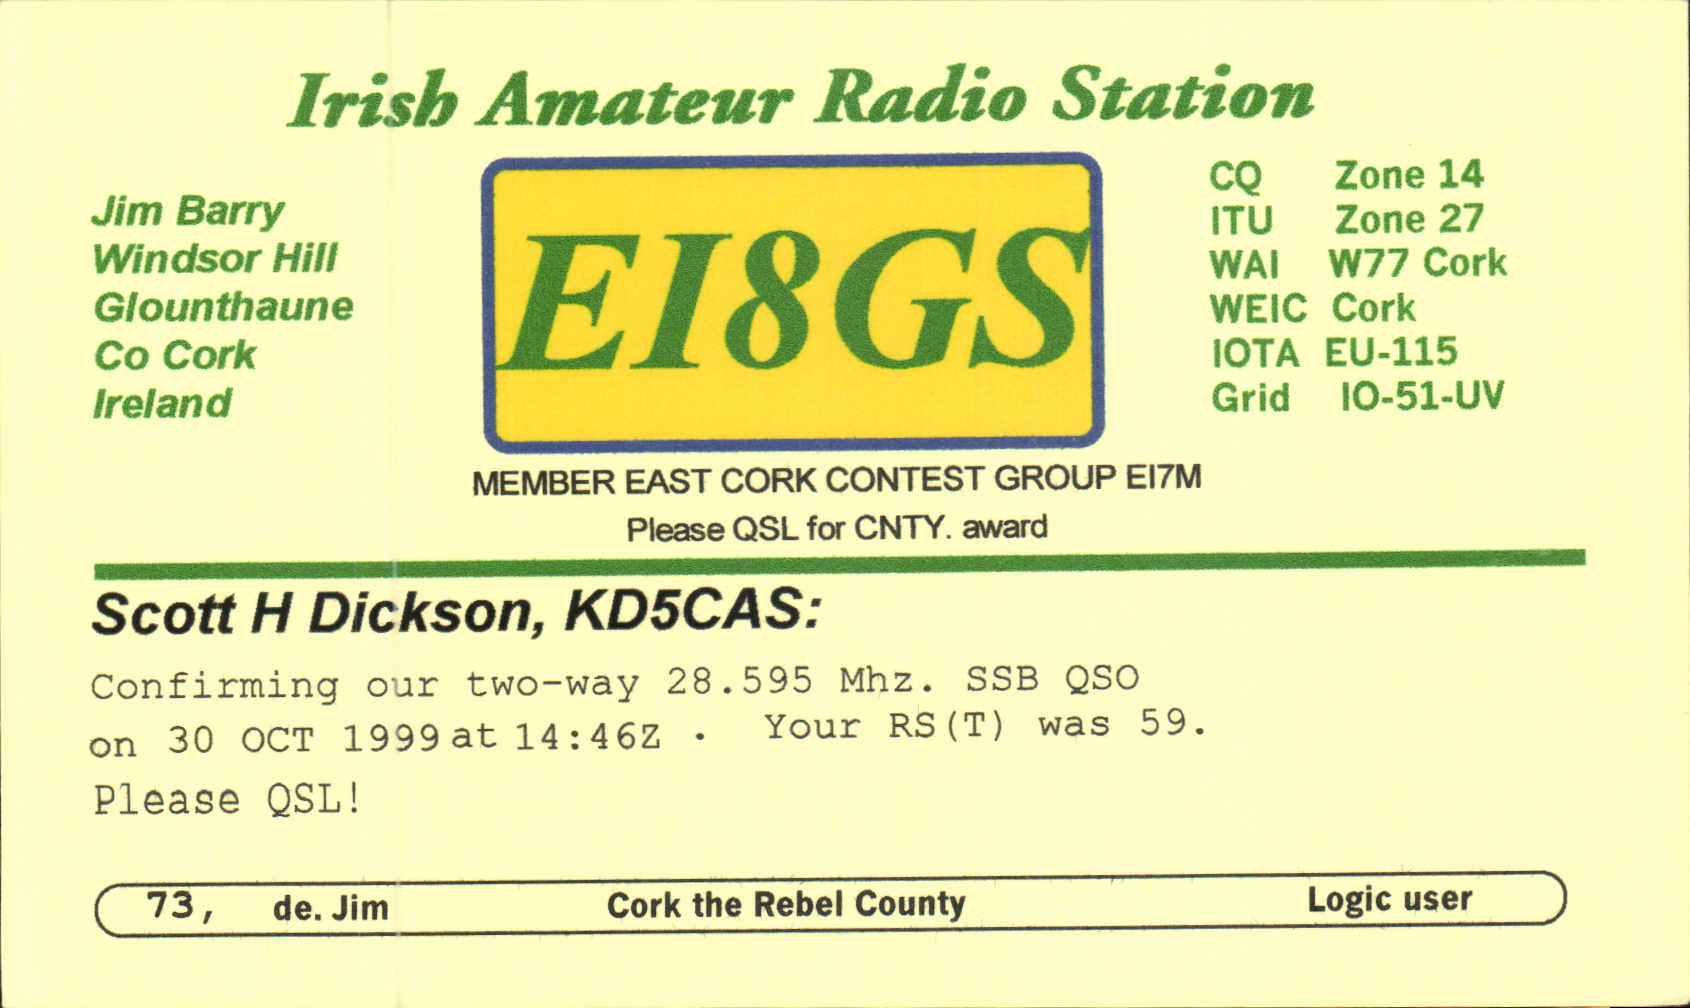 Irish Amateur Radio Station
Jim Barry
Windsor Hill
Glounthaune
Co Cork
Ireland
EI8GS
CQ Zone 14
ITU Zone 27
WAI W77 Cork
WEIC Cork
IOTA EU-115
Grid IO-51-UV
MEMBER EAST CORK CONTEST GROUP EI7M
Please QSL for CNTY. award
Scott H Dickson, KD5CAS:
Confirming our two-way 28.595 Mhz. SSB QSO
on 30 OCT 1999 at 14:46Z . Your RS(T) was 59.
Please QSL!
73, de. Jim Cork the Rebel County Logic user